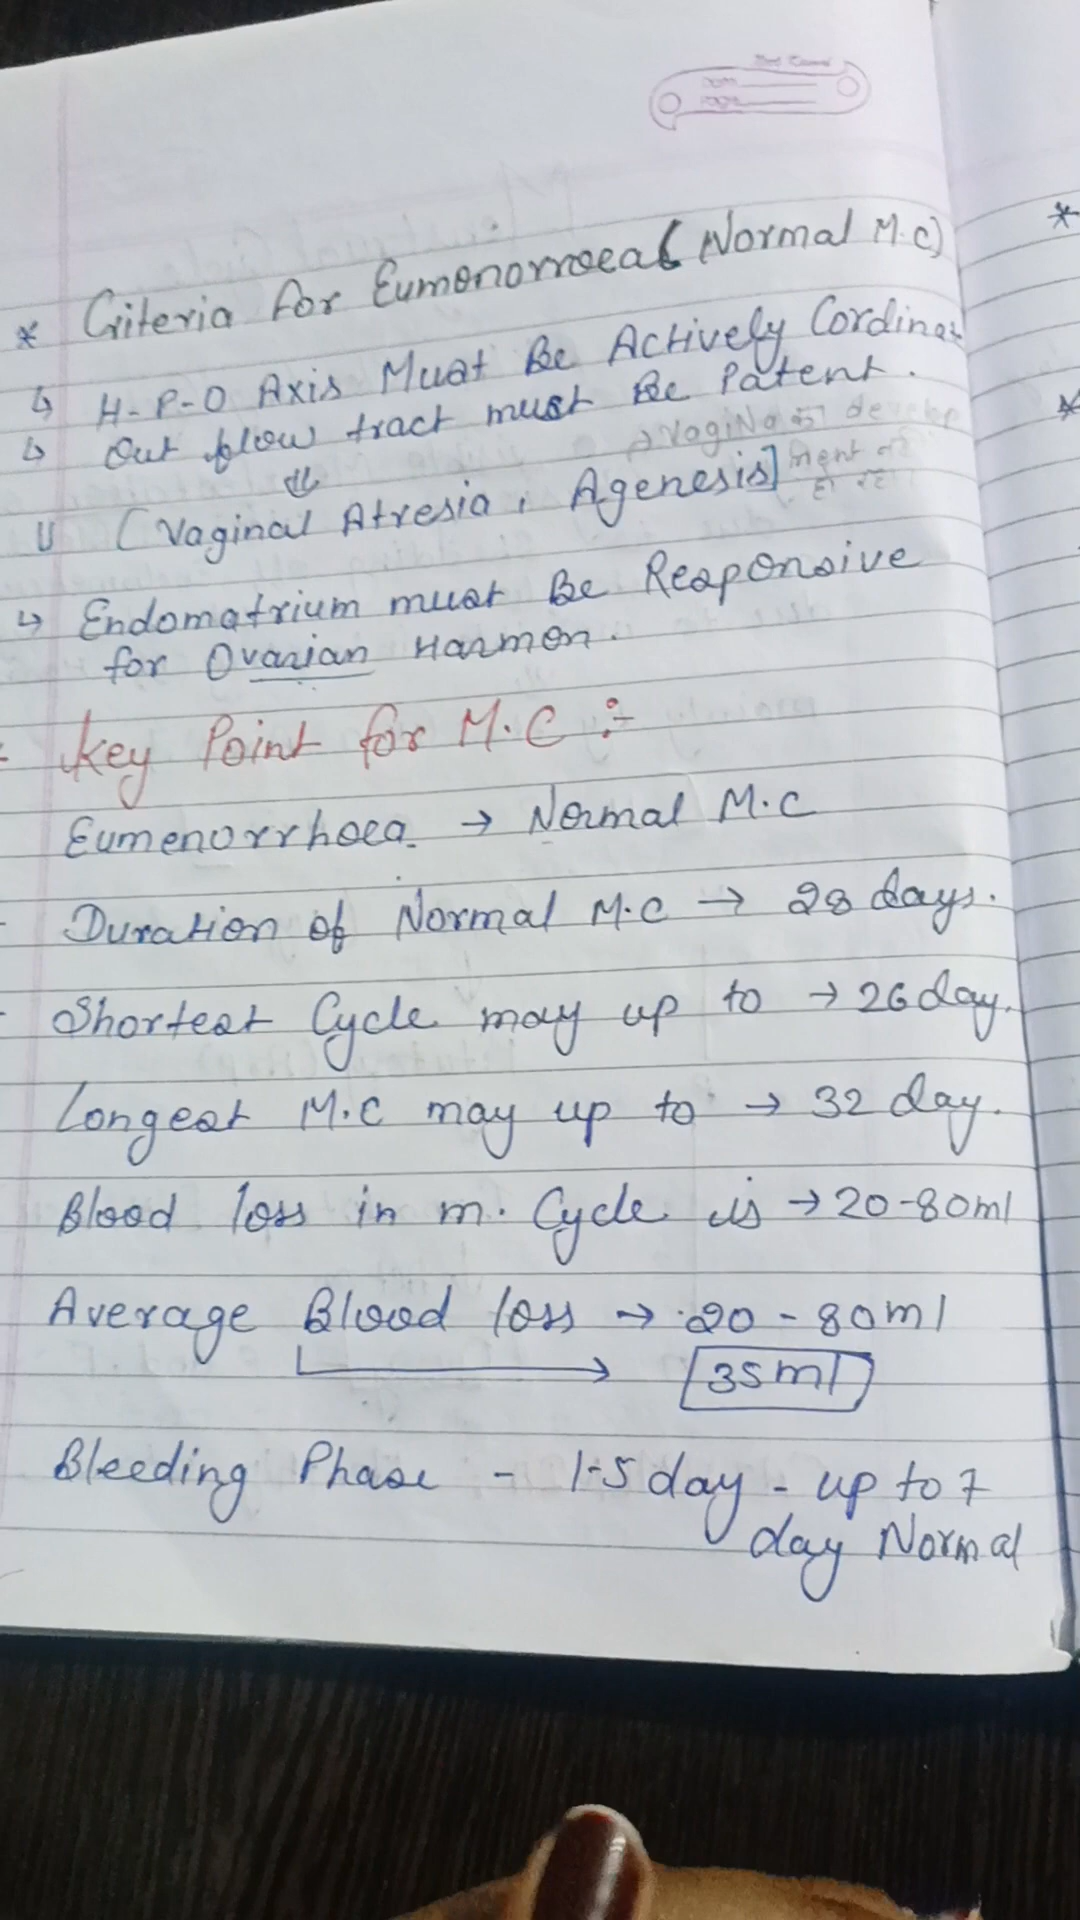 * Criteria for Eumenorroea ( Normal M.C)
↳ H-P-O Axis Must Be Actively Cordinat
↳ Out flow tract must Be Patent.
→ Vagina का develop
ment न
हो
[ Vaginal Atresia, Agenesis]
↳ Endomatrium must Be Responsive
for Ovarian Harmon.
Key Point for M.C :-
Eumenorrhoea → Normal M.C
Duration of Normal M.C → 28 days.
Shortest Cycle may up to → 26 day.
Longest M.C may up to → 32 day.
Blood loss in m. Cycle is → 20-80ml
Average Blood loss → 20 - 80ml
35ml
Bleeding Phase - 1-5 day - up to 7
day Normal